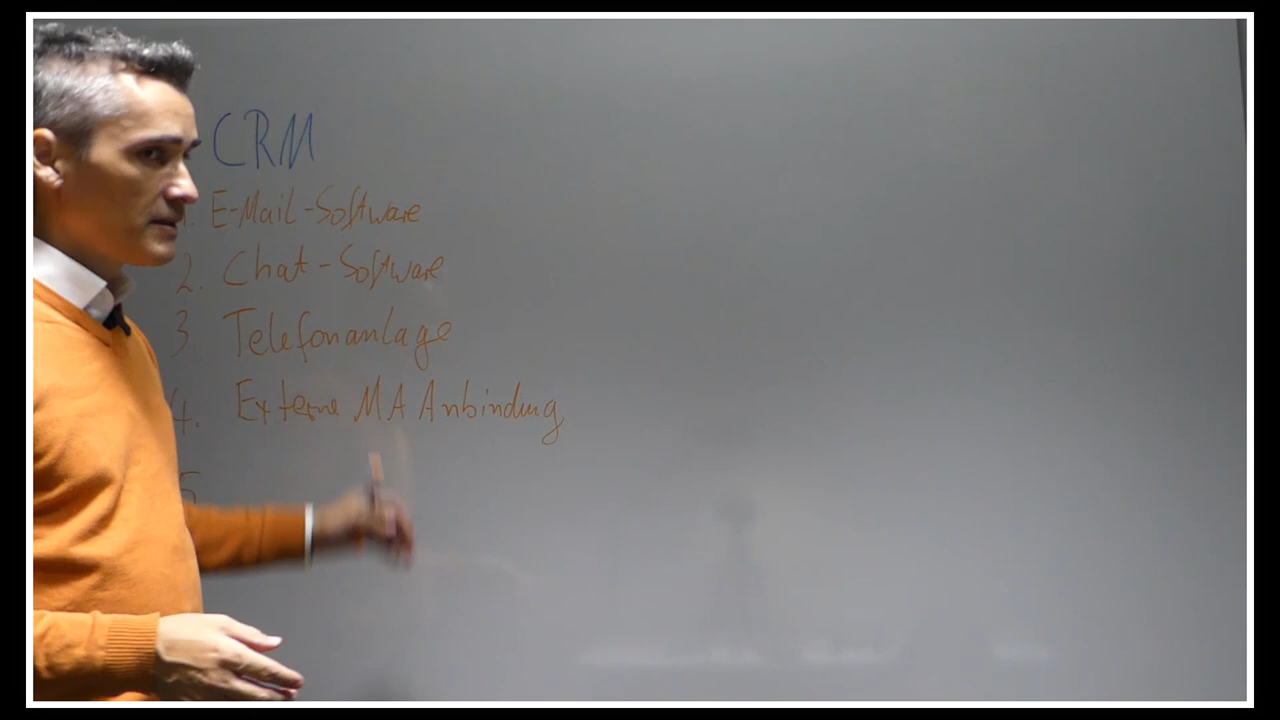 CRM
1. E-Mail-Software
2. Chat-Software
3 Telefonanlage
4. Externe MA Anbindung
5